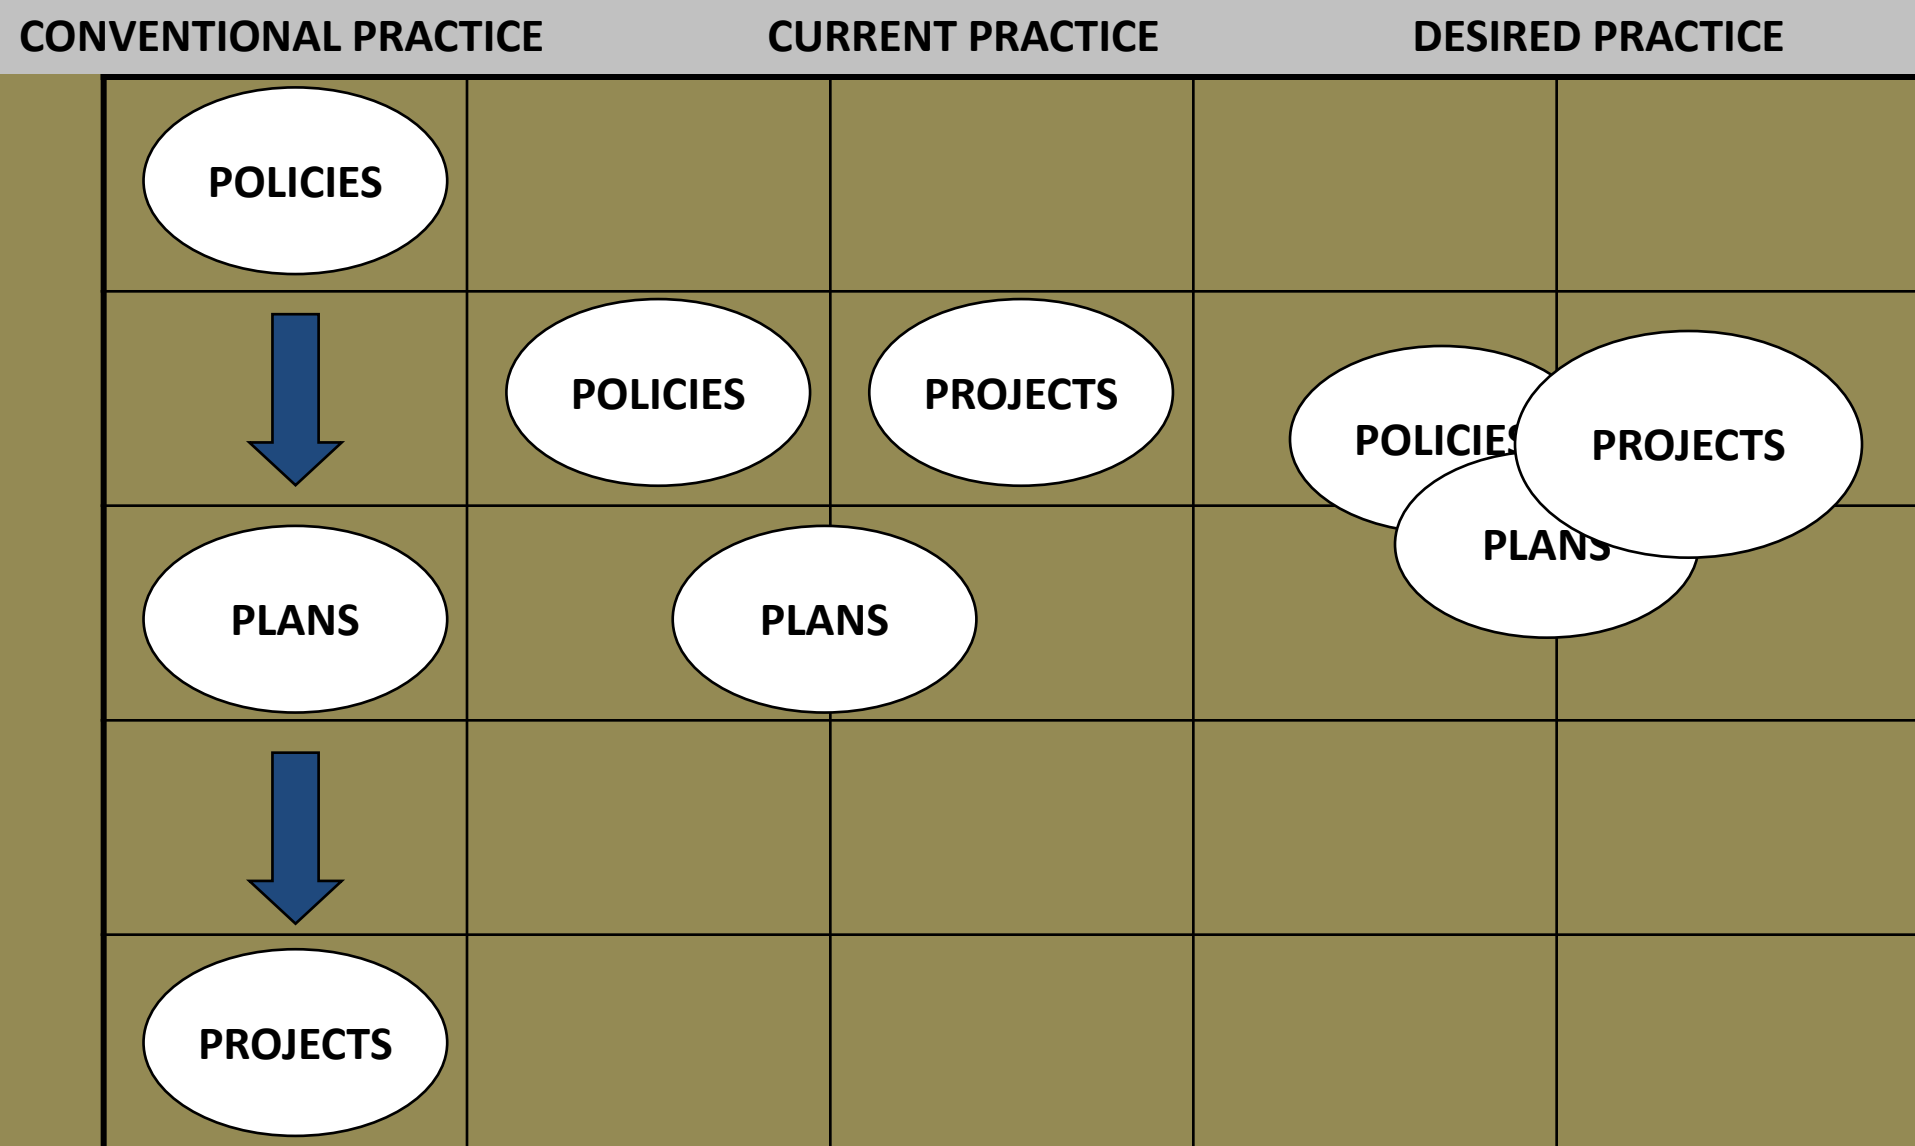 CONVENTIONAL PRACTICE
CURRENT PRACTICE
DESIRED PRACTICE
POLICIES
PLANS
PROJECTS
POLICIES
PROJECTS
PLANS
POLICIES
PROJECTS
PLANS